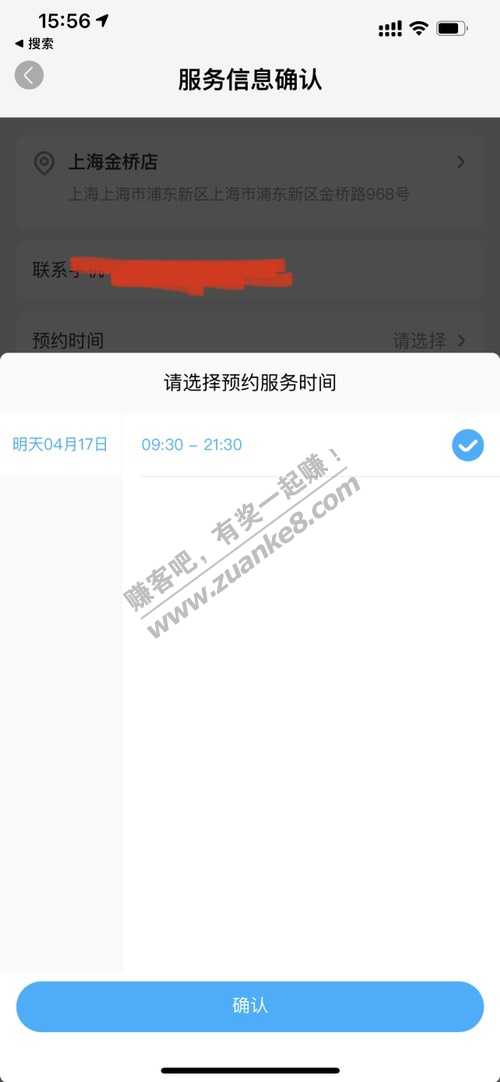 15:56
搜索
服务信息确认
上海金桥店
上海上海市浦东新区上海市浦东新区金桥路968号
联系手机
预约时间 请选择
请选择预约服务时间
明天04月17日 09:30 – 21:30
赚客吧，有奖一起赚！
www.zuanke8.com
确认